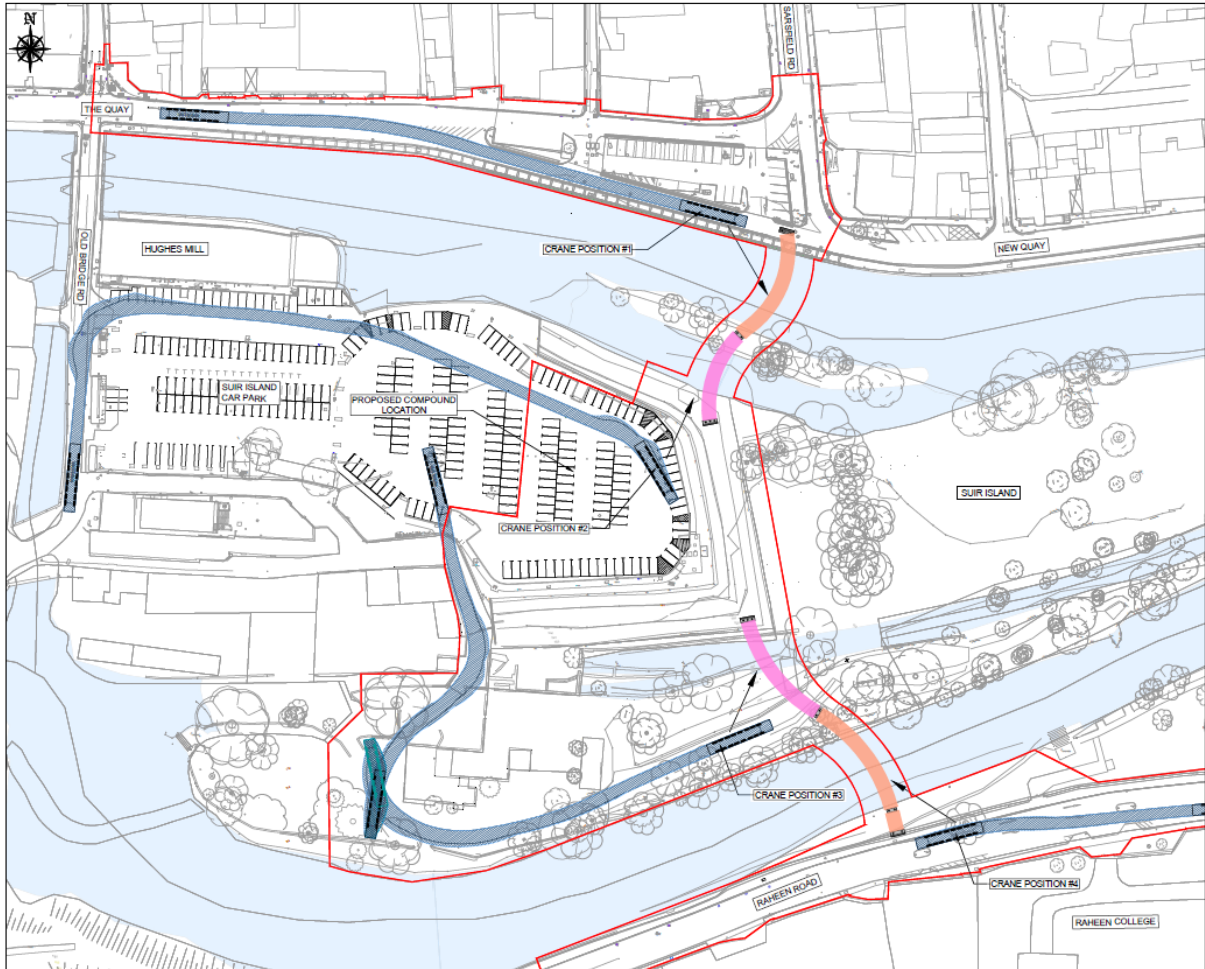 N
SARSFIELD RD
THE QUAY
OLD BRIDGE RD
HUGHES MILL
CRANE POSITION #1
NEW QUAY
SUIR ISLAND
CAR PARK
PROPOSED COMPOUND
LOCATION
SUIR ISLAND
CRANE POSITION #2
CRANE POSITION #3
CRANE POSITION #4
RAHEEN ROAD
RAHEEN COLLEGE